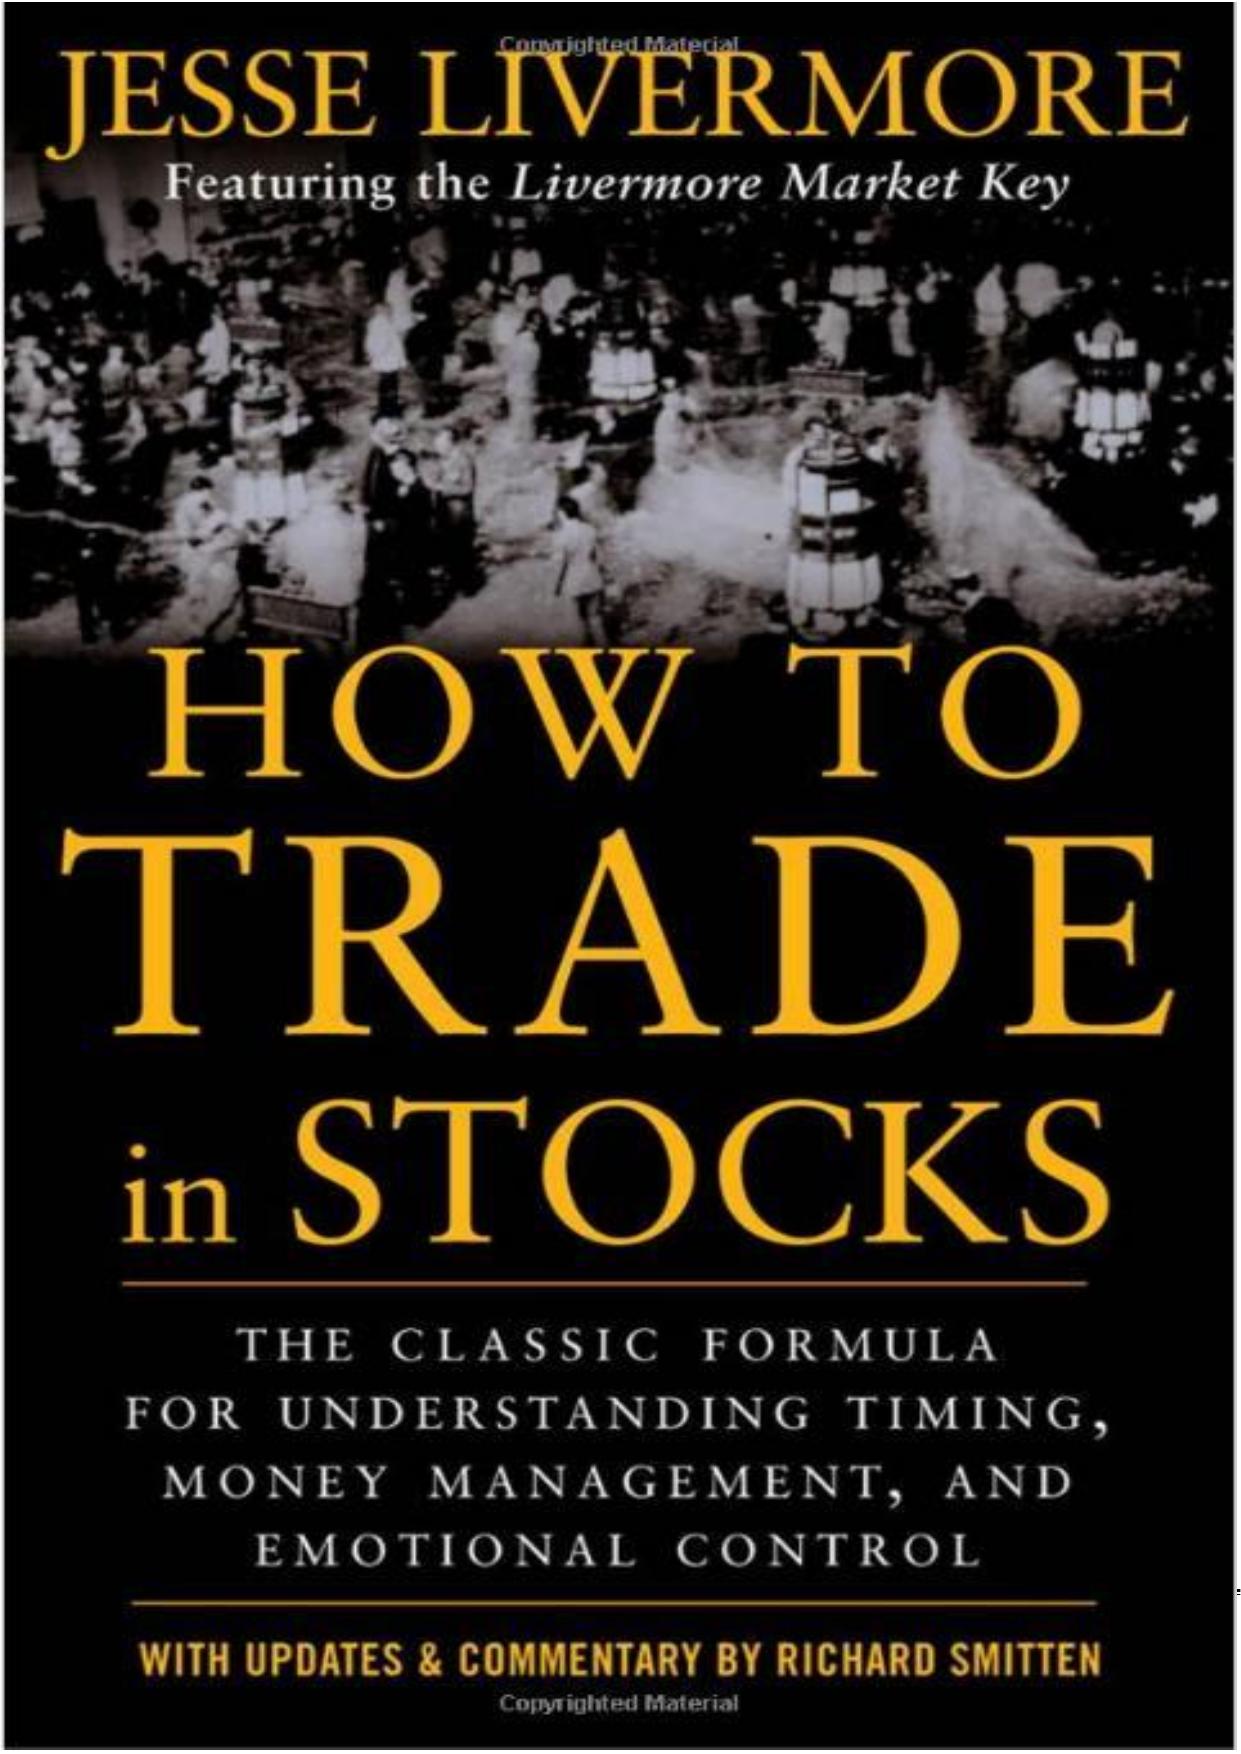 Copyrighted Material
JESSE LIVERMORE
Featuring the Livermore Market Key
HOW TO
TRADE
in STOCKS
THE CLASSIC FORMULA
FOR UNDERSTANDING TIMING,
MONEY MANAGEMENT, AND
EMOTIONAL CONTROL
WITH UPDATES & COMMENTARY BY RICHARD SMITTEN
Copyrighted Material